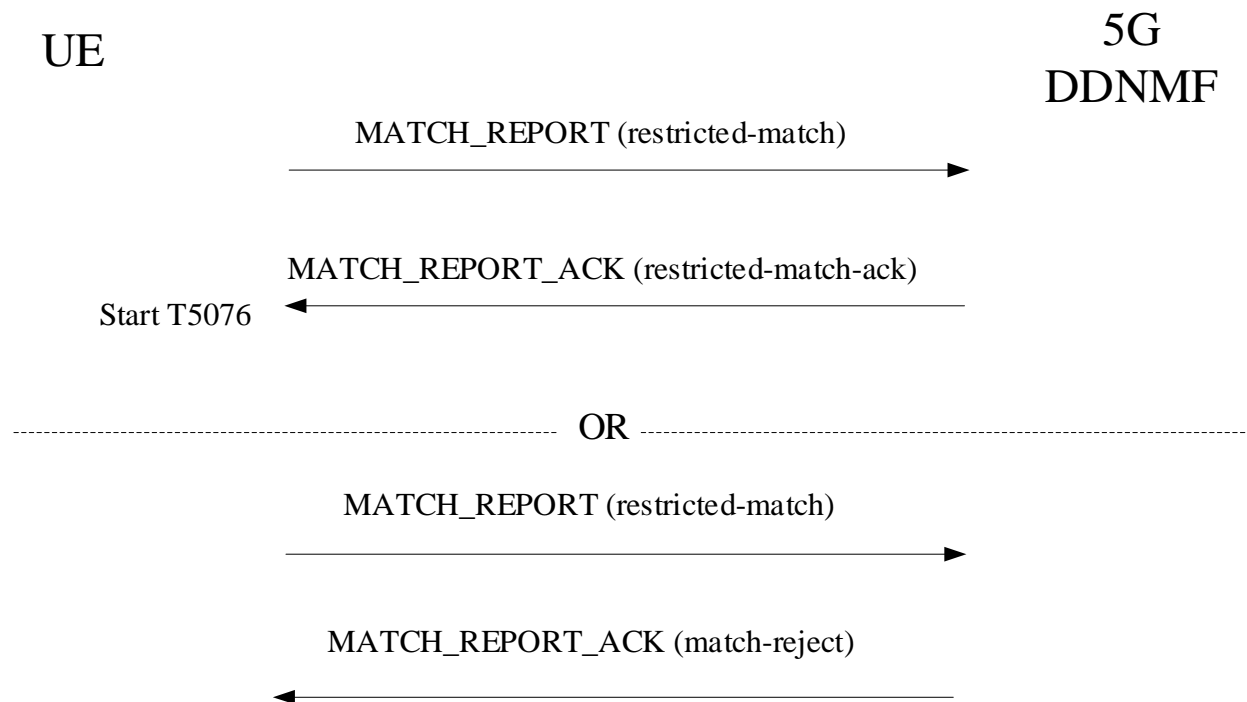 UE
5G
DDNMF
MATCH_REPORT (restricted-match)
MATCH_REPORT_ACK (restricted-match-ack)
Start T5076
OR
MATCH_REPORT (restricted-match)
MATCH_REPORT_ACK (match-reject)